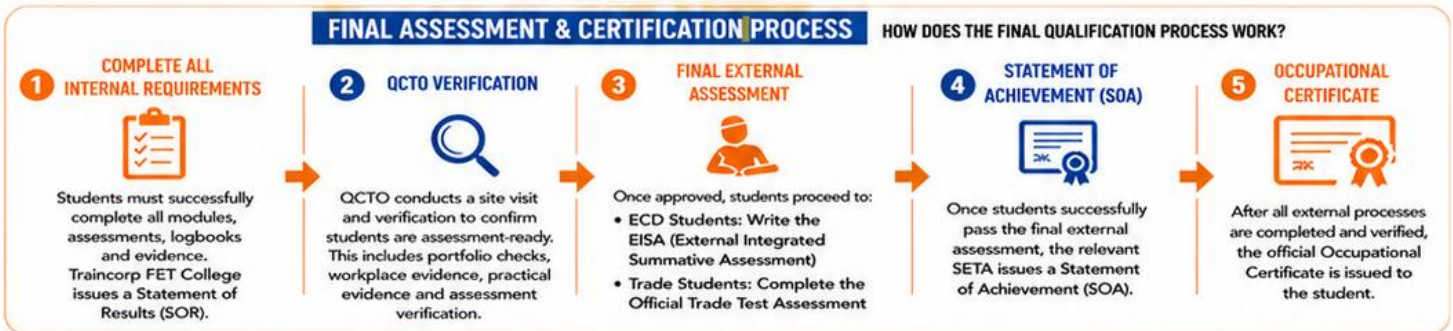 FINAL ASSESSMENT & CERTIFICATION PROCESS
HOW DOES THE FINAL QUALIFICATION PROCESS WORK?
1
COMPLETE ALL
INTERNAL REQUIREMENTS
Students must successfully
complete all modules,
assessments, logbooks
and evidence.
Traincorp FET College
issues a Statement of
Results (SOR).
2
QCTO VERIFICATION
QCTO conducts a site visit
and verification to confirm
students are assessment-ready.
This includes portfolio checks,
workplace evidence, practical
evidence and assessment
verification.
3
FINAL EXTERNAL
ASSESSMENT
Once approved, students proceed to:
• ECD Students: Write the
EISA (External Integrated
Summative Assessment)
• Trade Students: Complete the
Official Trade Test Assessment
4
STATEMENT OF
ACHIEVEMENT (SOA)
Once students successfully
pass the final external
assessment, the relevant
SETA issues a Statement
of Achievement (SOA).
5
OCCUPATIONAL
CERTIFICATE
After all external processes
are completed and verified,
the official Occupational
Certificate is issued to
the student.